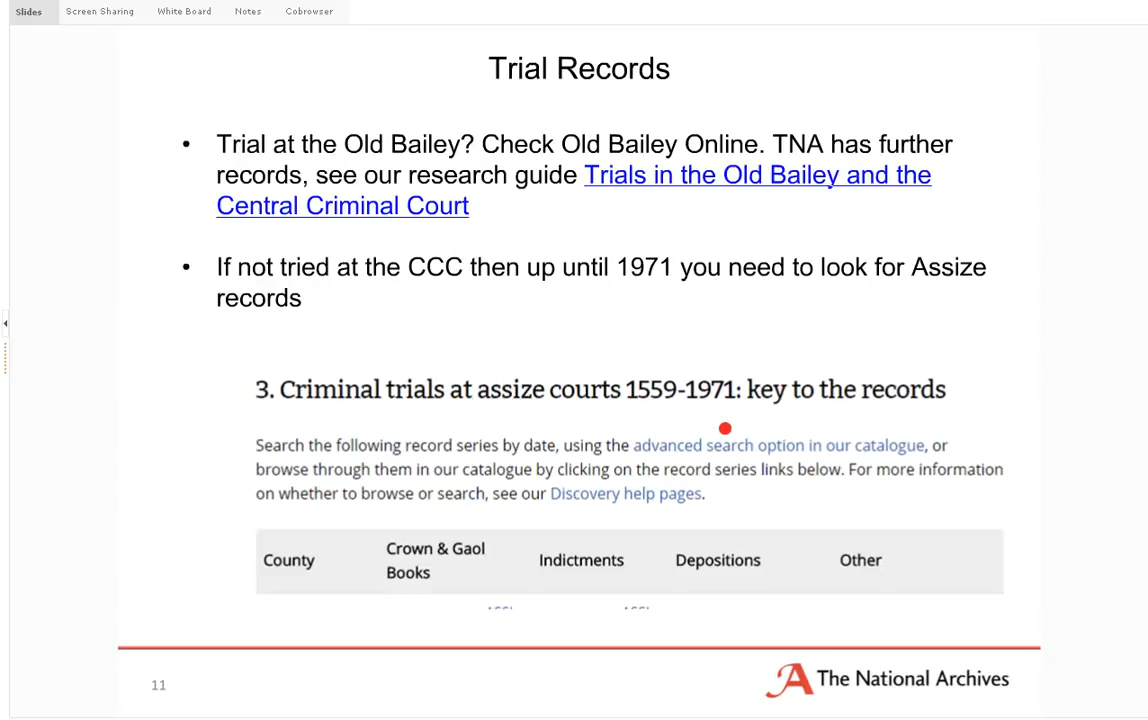 Slides Screen Sharing White Board Notes Cobrowser
Trial Records
• Trial at the Old Bailey? Check Old Bailey Online. TNA has further
records, see our research guide Trials in the Old Bailey and the
Central Criminal Court
• If not tried at the CCC then up until 1971 you need to look for Assize
records
3. Criminal trials at assize courts 1559-1971: key to the records
Search the following record series by date, using the advanced search option in our catalogue, or
browse through them in our catalogue by clicking on the record series links below. For more information
on whether to browse or search, see our Discovery help pages.
County Crown & Gaol Books Indictments Depositions Other
11
The National Archives